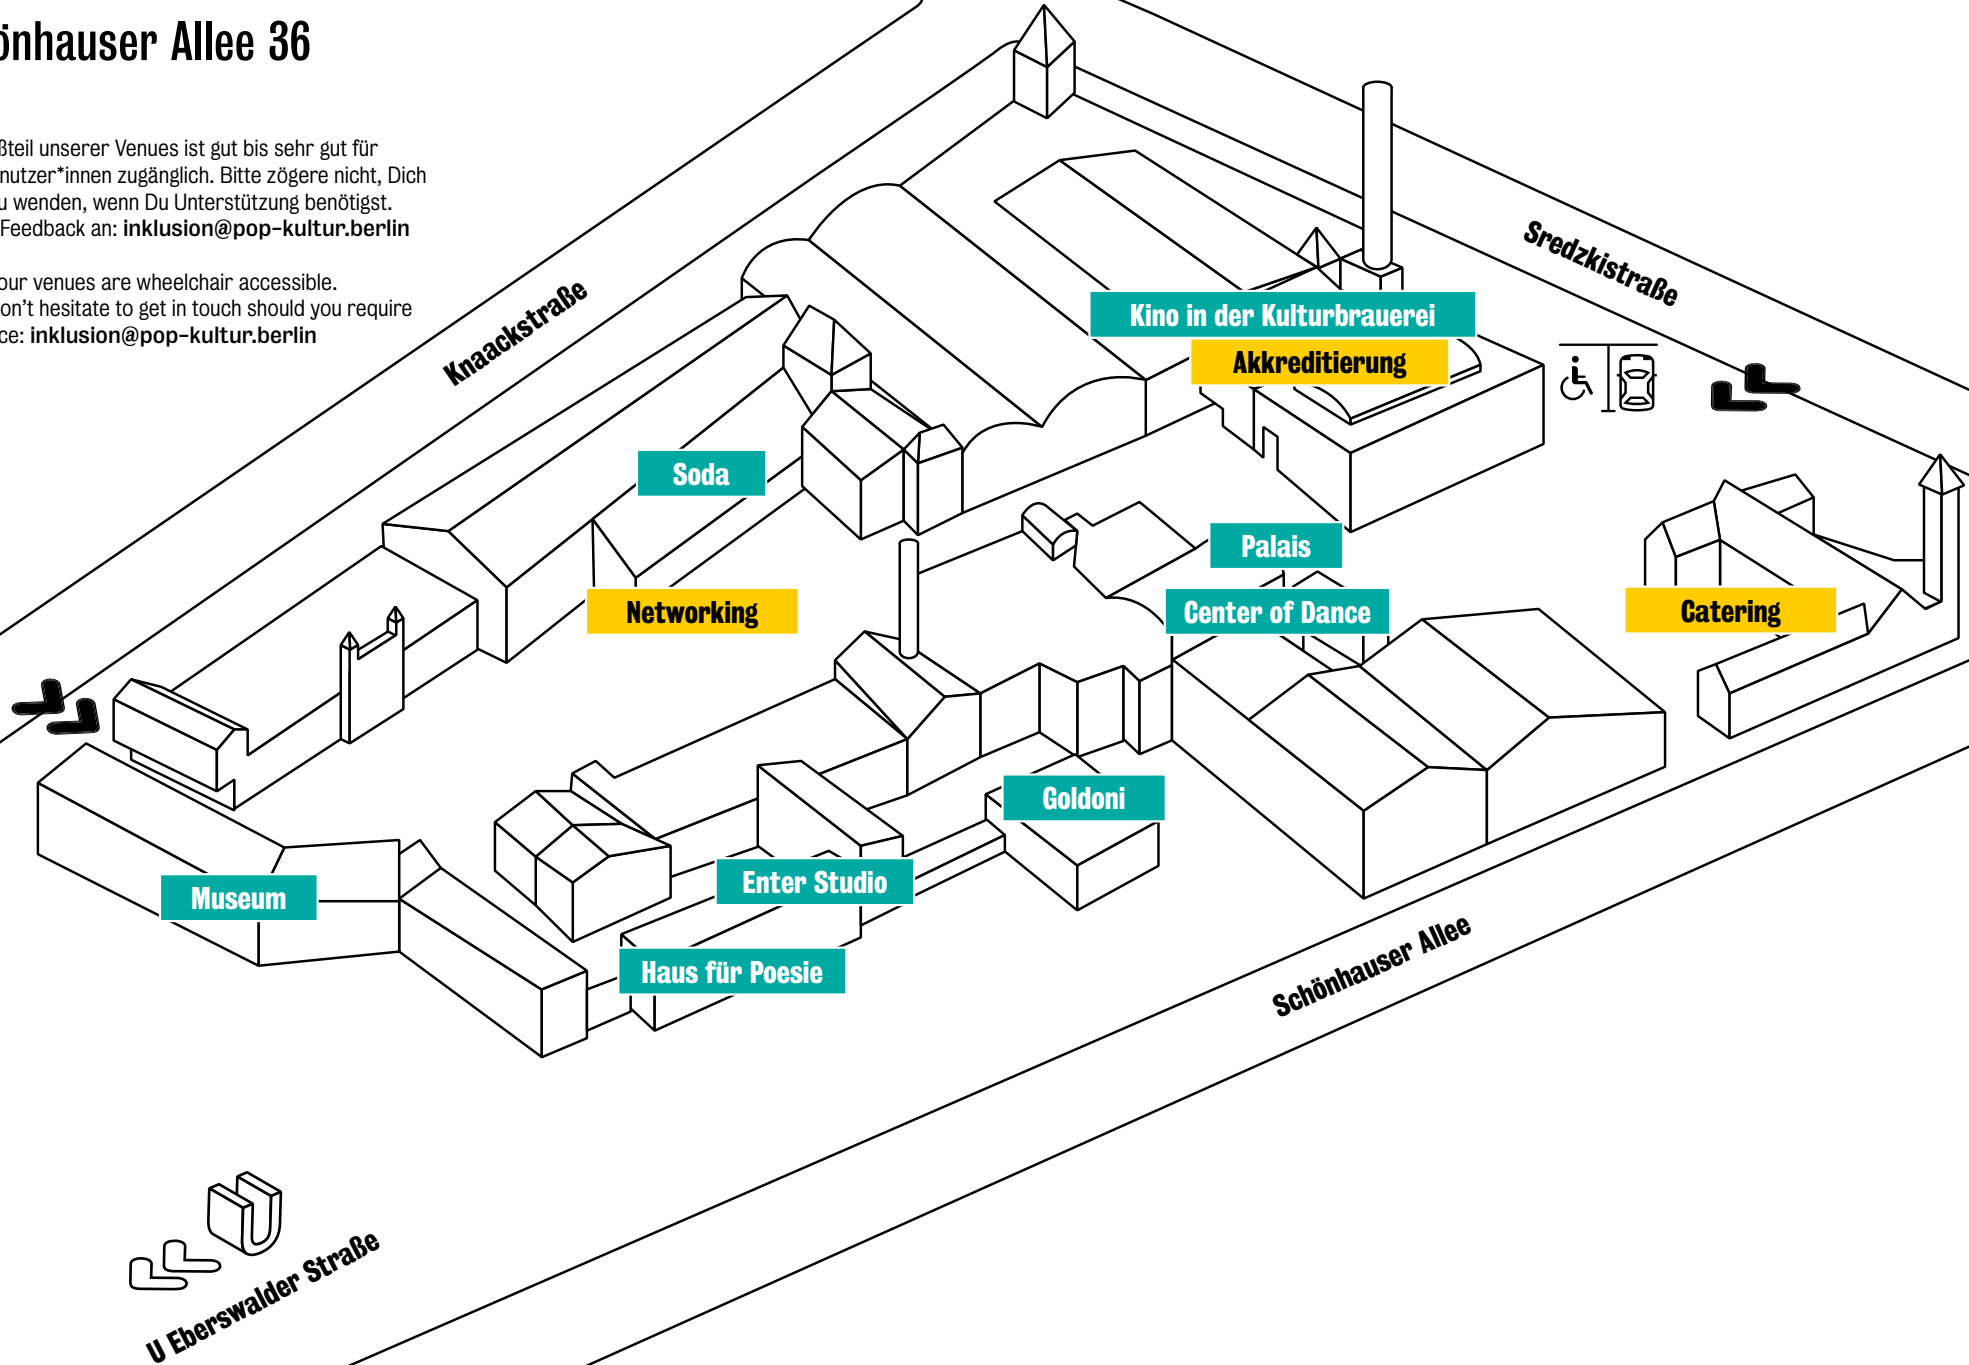 önhauser Allee 36
ßteil unserer Venues ist gut bis sehr gut für
nutzer*innen zugänglich. Bitte zögere nicht, Dich
u wenden, wenn Du Unterstützung benötigst.
Feedback an: inklusion@pop-kultur.berlin
our venues are wheelchair accessible.
on't hesitate to get in touch should you require
ce: inklusion@pop-kultur.berlin
Knaackstraße
Sredzkistraße
Kino in der Kulturbrauerei
Akkreditierung
Soda
Palais
Networking
Center of Dance
Catering
Goldoni
Enter Studio
Museum
Haus für Poesie
Schönhauser Allee
U Eberswalder Straße